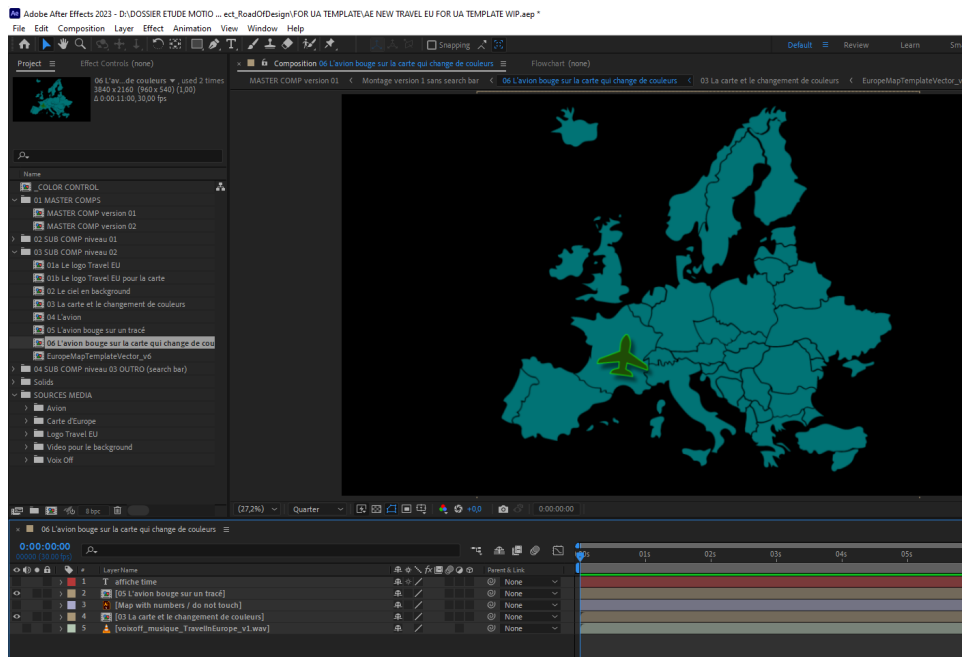 Adobe After Effects 2023 - D:\DOSSIER ETUDE MOTIO ... ect_RoadOfDesign\FOR UA TEMPLATE\AE NEW TRAVEL EU FOR UA TEMPLATE WIP.aep *
File Edit Composition Layer Effect Animation View Window Help
Snapping Default Review Learn Sm
Project Effect Controls (none) Composition 06 L'avion bouge sur la carte qui change de couleurs Flowchart (none)
MASTER COMP version 01 Montage version 1 sans search bar 06 L'avion bouge sur la carte qui change de couleurs 03 La carte et le changement de couleurs EuropeMapTemplateVector_v
06 L'av...de couleurs , used 2 times
3840 x 2160 (960 x 540) (1,00)
Δ 0:00:11:00, 30,00 fps
Name
_COLOR CONTROL
01 MASTER COMPS
MASTER COMP version 01
MASTER COMP version 02
02 SUB COMP niveau 01
03 SUB COMP niveau 02
01a Le logo Travel EU
01b Le logo Travel EU pour la carte
02 Le ciel en background
03 La carte et le changement de couleurs
04 L'avion
05 L'avion bouge sur un tracé
06 L'avion bouge sur la carte qui change de cou
EuropeMapTemplateVector_v6
04 SUB COMP niveau 03 OUTRO (search bar)
Solids
SOURCES MEDIA
Avion
Carte d'Europe
Logo Travel EU
Video pour le background
Voix Off
8 bpc (27,2%) Quarter +0,0 0:00:00:00
06 L'avion bouge sur la carte qui change de couleurs
0:00:00:00
00000 (30.00 fps)
:00s 01s 02s 03s 04s 05s
# Layer Name Parent & Link
1 T affiche time None
2 [05 L'avion bouge sur un tracé] None
3 [Map with numbers / do not touch] None
4 [03 La carte et le changement de couleurs] None
5 [voixoff_musique_TravelInEurope_v1.wav] None